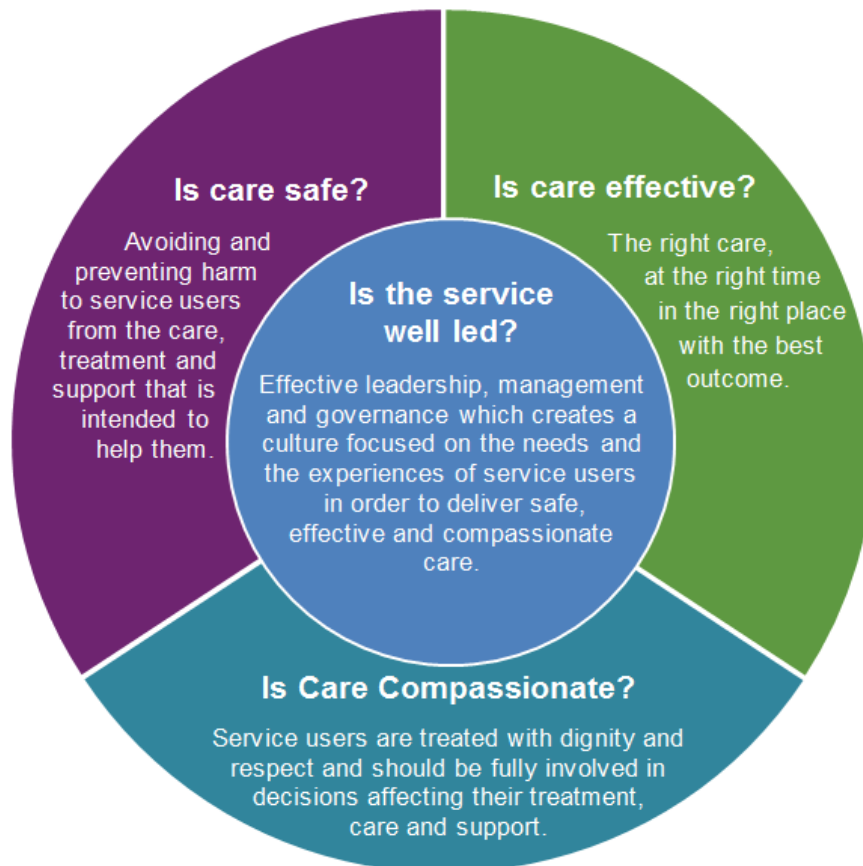 Is care safe?
Avoiding and
preventing harm
to service users
from the care,
treatment and
support that is
intended to
help them.
Is care effective?
The right care,
at the right time
in the right place
with the best
outcome.
Is the service
well led?
Effective leadership, management
and governance which creates a
culture focused on the needs and
the experiences of service users
in order to deliver safe,
effective and compassionate
care.
Is Care Compassionate?
Service users are treated with dignity and
respect and should be fully involved in
decisions affecting their treatment,
care and support.